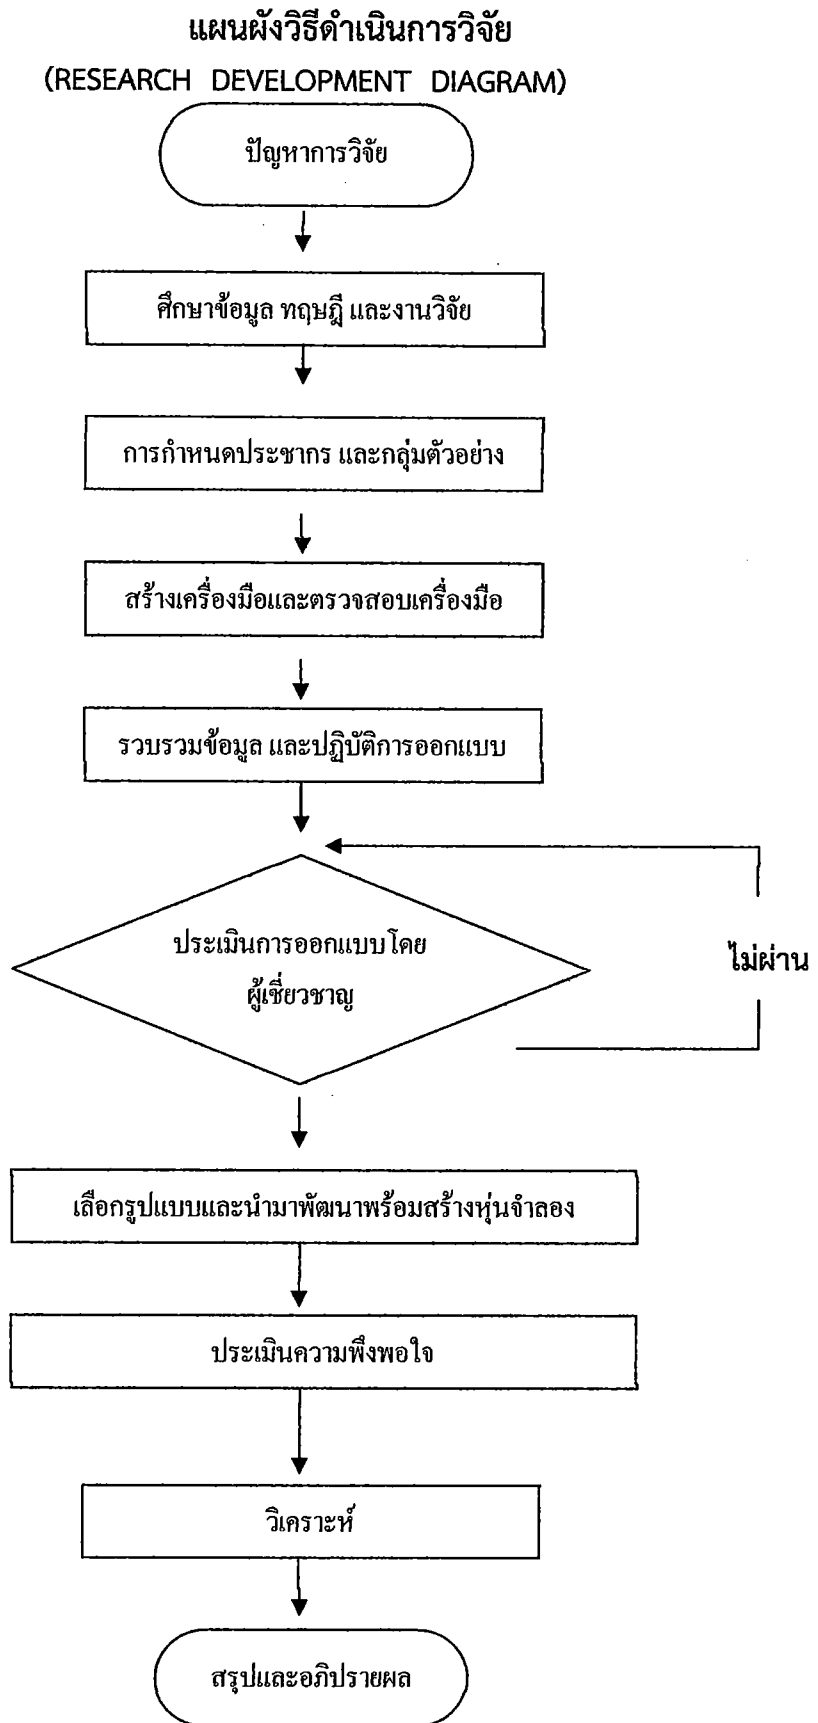 แผนผังวิธีดำเนินการวิจัย
(RESEARCH DEVELOPMENT DIAGRAM)
ปัญหาการวิจัย
ศึกษาข้อมูล ทฤษฎี และงานวิจัย
การกำหนดประชากร และกลุ่มตัวอย่าง
สร้างเครื่องมือและตรวจสอบเครื่องมือ
รวบรวมข้อมูล และปฏิบัติการออกแบบ
ประเมินการออกแบบโดย
ผู้เชี่ยวชาญ
ไม่ผ่าน
เลือกรูปแบบและนำมาพัฒนาพร้อมสร้างหุ่นจำลอง
ประเมินความพึงพอใจ
วิเคราะห์
สรุปและอภิปรายผล